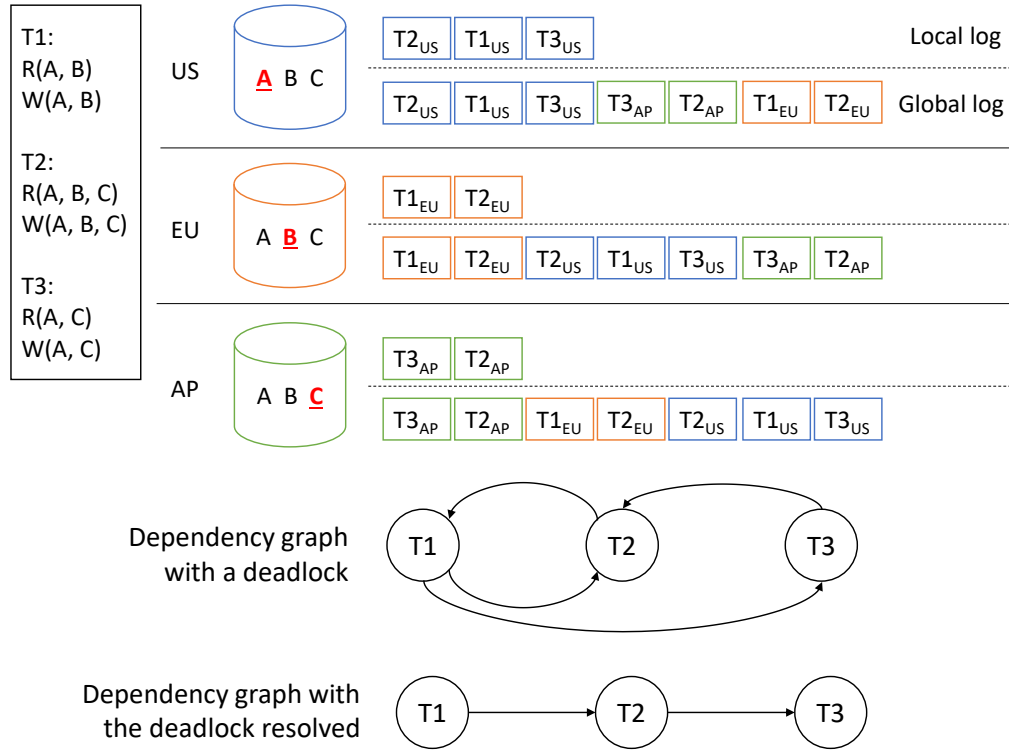 T1:
R(A, B)
W(A, B)
T2:
R(A, B, C)
W(A, B, C)
T3:
R(A, C)
W(A, C)
US
A B C
T2US T1US T3US
Local log
T2US T1US T3US T3AP T2AP T1EU T2EU
Global log
EU
A B C
T1EU T2EU
T1EU T2EU T2US T1US T3US T3AP T2AP
AP
A B C
T3AP T2AP
T3AP T2AP T1EU T2EU T2US T1US T3US
Dependency graph
with a deadlock
T1 T2 T3
Dependency graph with
the deadlock resolved
T1 T2 T3